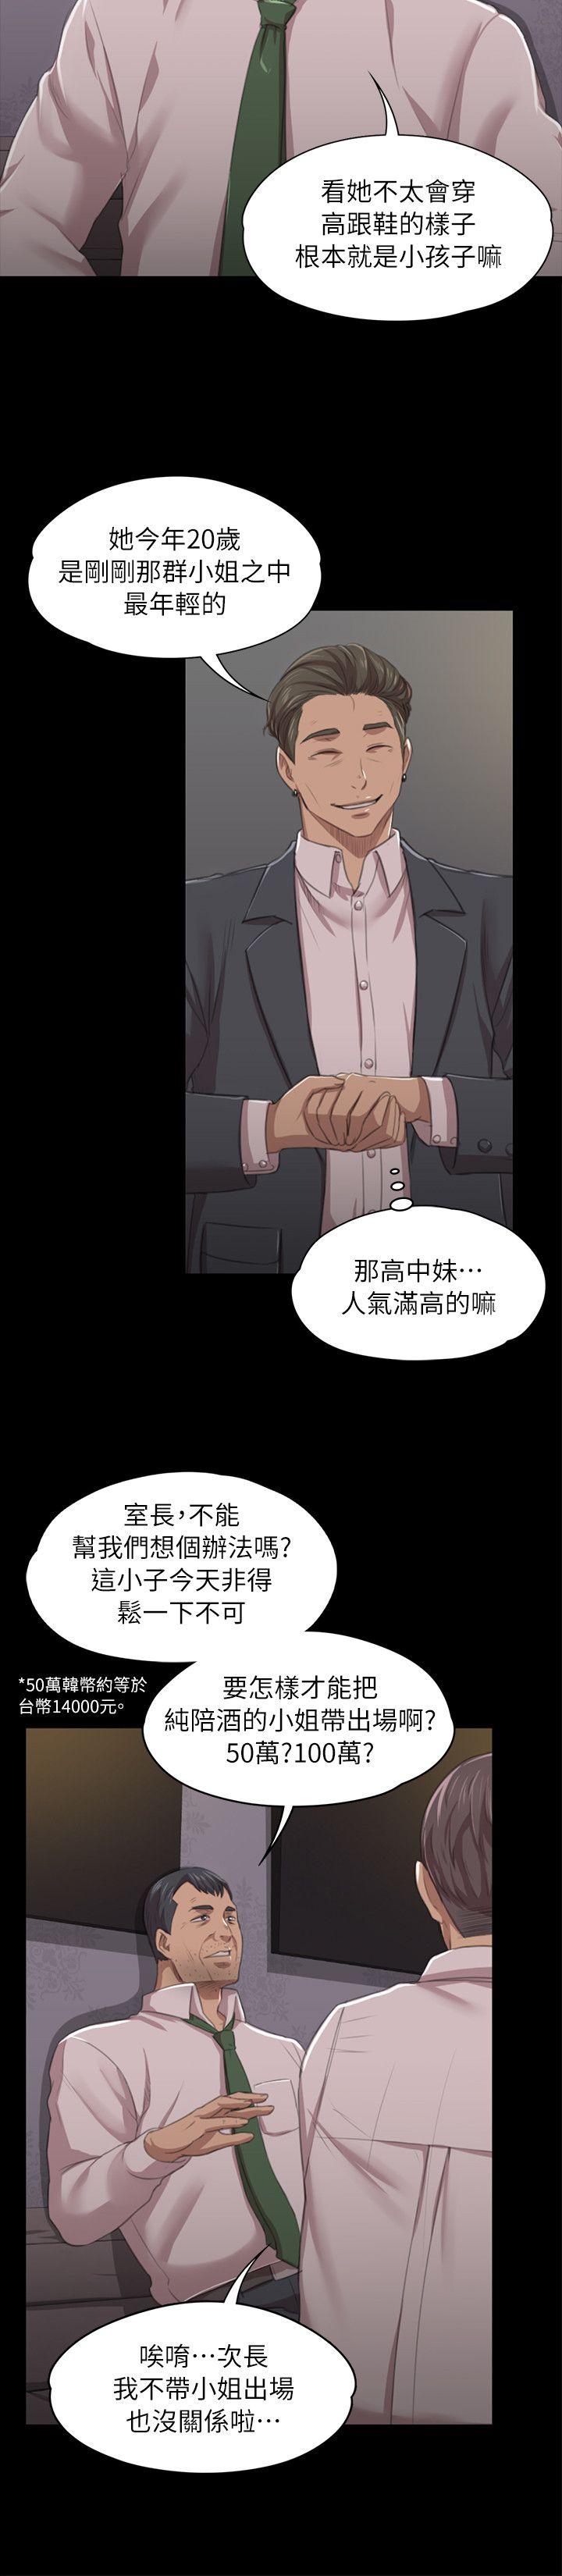 看她不太會穿
高跟鞋的樣子
根本就是小孩子嘛
她今年20歲
是剛剛那群小姐之中
最年輕的
那高中妹…
人氣滿高的嘛
室長，不能
幫我們想個辦法嗎?
這小子今天非得
鬆一下不可
*50萬韓幣約等於
台幣14000元。
要怎樣才能把
純陪酒的小姐帶出場啊?
50萬?100萬?
唉唷…次長
我不帶小姐出場
也沒關係啦…